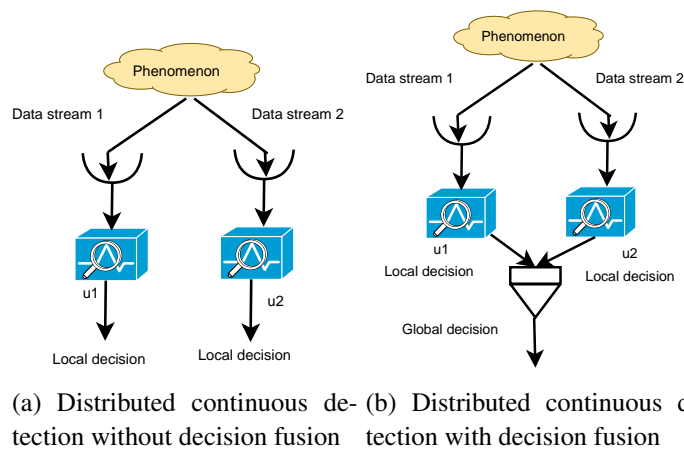 Phenomenon
Data stream 1
Data stream 2
u1
u2
Local decision
Local decision
(a) Distributed continuous de-
tection without decision fusion
Phenomenon
Data stream 1
Data stream 2
u1
u2
Local decision
Local decision
Global decision
(b) Distributed continuous
tection with decision fusion